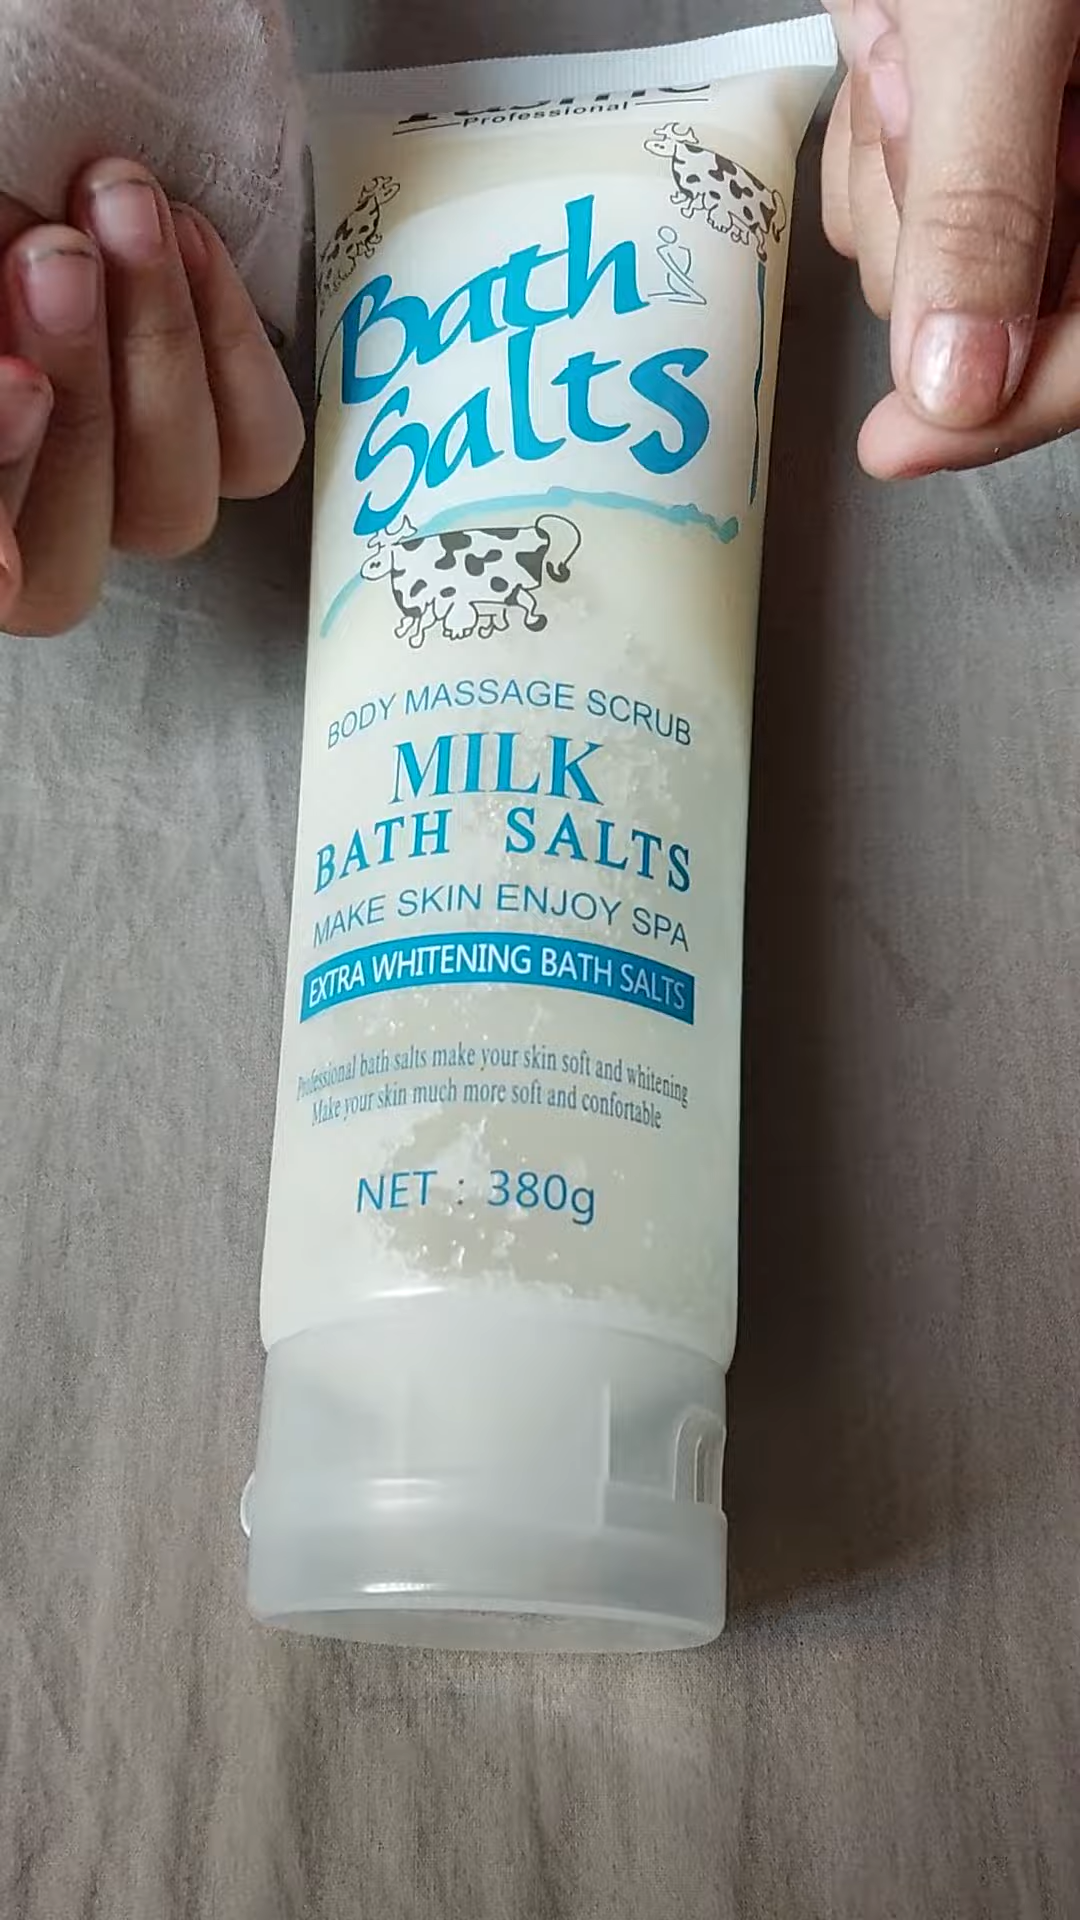 Professional
Bath
Salts
BODY MASSAGE SCRUB
MILK
BATH SALTS
MAKE SKIN ENJOY SPA
EXTRA WHITENING BATH SALTS
Professional bath salts make your skin soft and whitening
Make your skin much more soft and confortable
NET : 380g